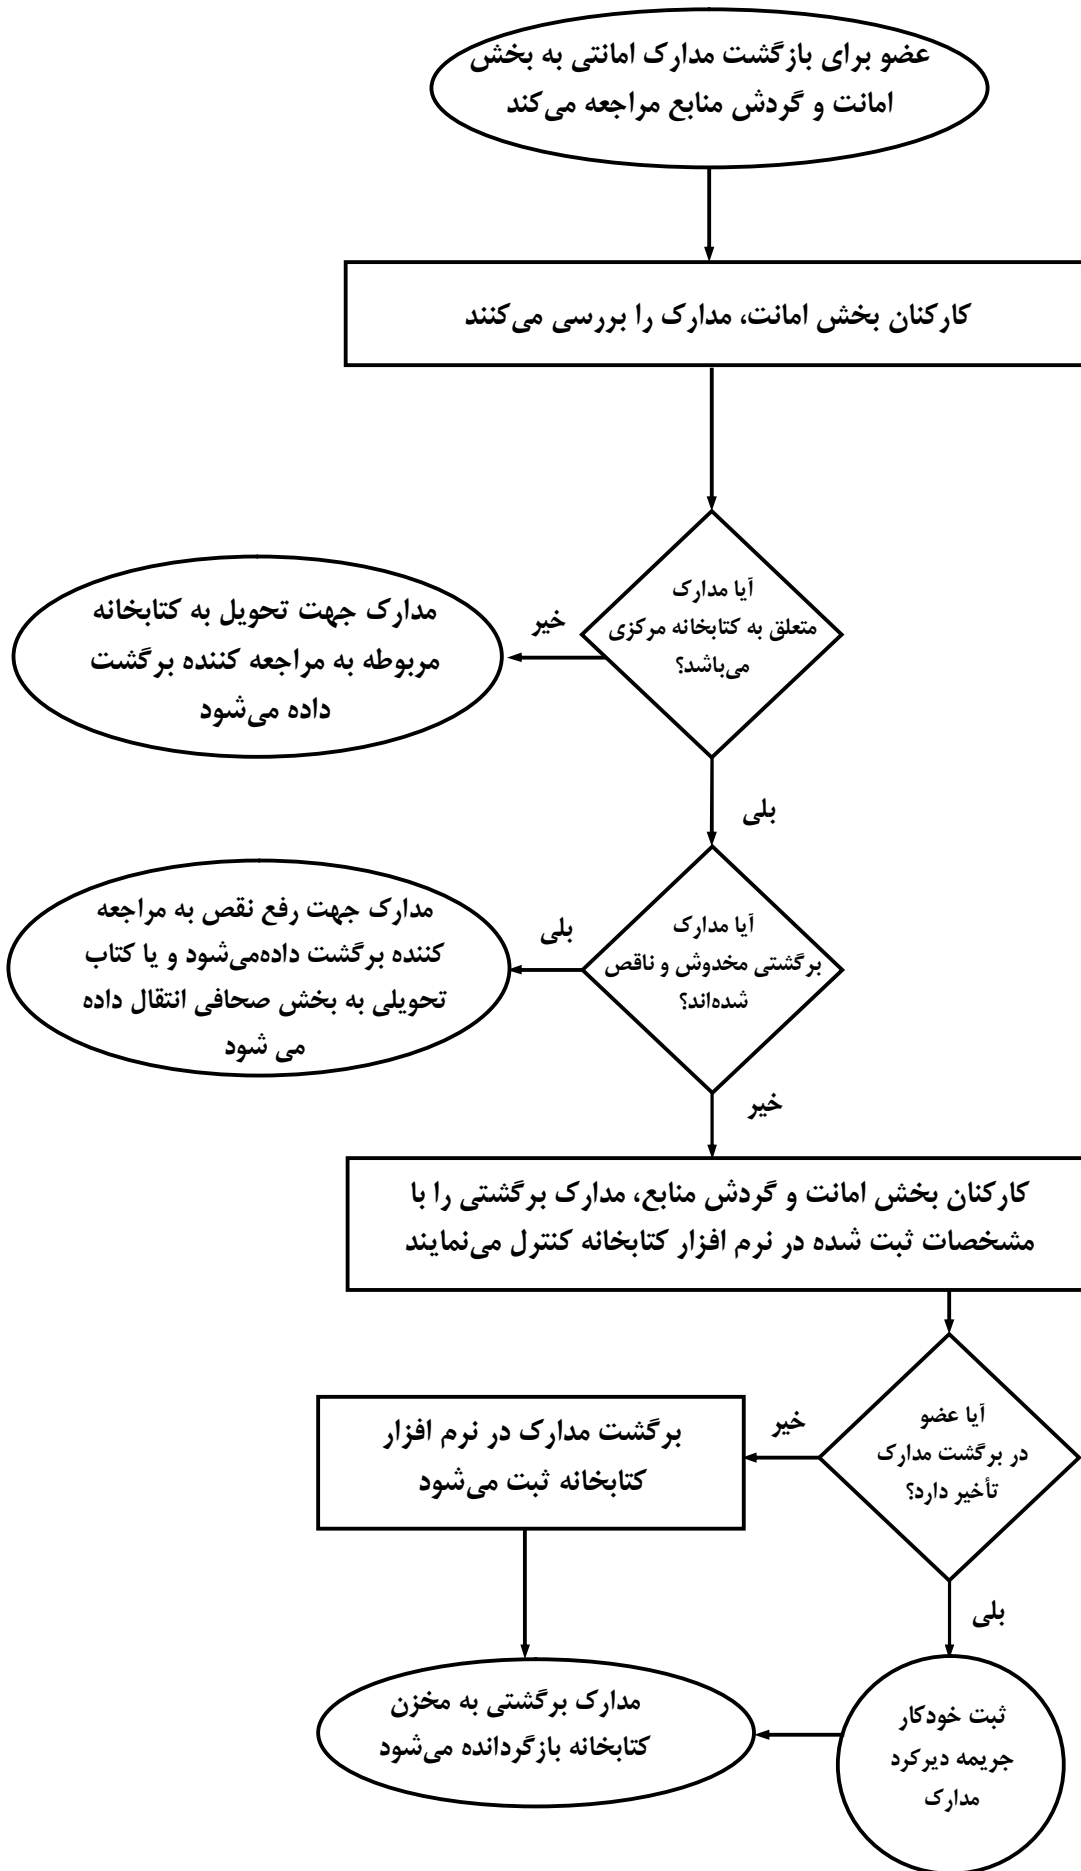 عضو برای بازگشت مدارک امانتی به بخش
امانت و گردش منابع مراجعه می‌کند
کارکنان بخش امانت، مدارک را بررسی می‌کنند
آیا مدارک
متعلق به کتابخانه مرکزی
می‌باشد؟
خیر
مدارک جهت تحویل به کتابخانه
مربوطه به مراجعه کننده برگشت
داده می‌شود
بلی
آیا مدارک
برگشتی مخدوش و ناقص
شده‌اند؟
بلی
مدارک جهت رفع نقص به مراجعه
کننده برگشت داده‌می‌شود و یا کتاب
تحویلی به بخش صحافی انتقال داده
می شود
خیر
کارکنان بخش امانت و گردش منابع، مدارک برگشتی را با
مشخصات ثبت شده در نرم افزار کتابخانه کنترل می‌نمایند
آیا عضو
در برگشت مدارک
تأخیر دارد؟
خیر
برگشت مدارک در نرم افزار
کتابخانه ثبت می‌شود
بلی
ثبت خودکار
جریمه دیرکرد
مدارک
مدارک برگشتی به مخزن
کتابخانه بازگردانده می‌شود